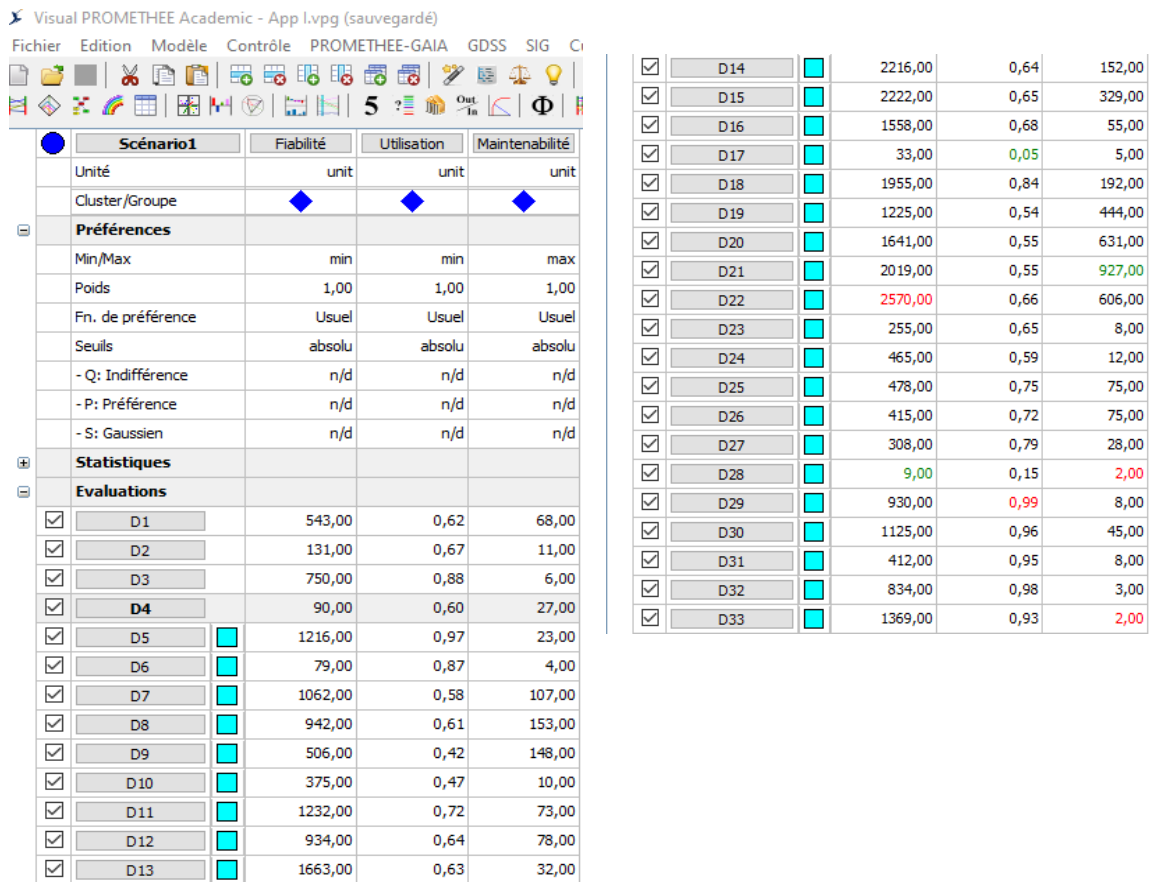 Visual PROMETHEE Academic - App I.vpg (sauvegardé)
Fichier Edition Modèle Contrôle PROMETHEE-GAIA GDSS SIG
5 Out In Φ
Scénario1 Fiabilité Utilisation Maintenabilité
Unité unit unit unit
Cluster/Groupe
Préférences
Min/Max min min max
Poids 1,00 1,00 1,00
Fn. de préférence Usuel Usuel Usuel
Seuils absolu absolu absolu
- Q: Indifférence n/d n/d n/d
- P: Préférence n/d n/d n/d
- S: Gaussien n/d n/d n/d
Statistiques
Evaluations
D1 543,00 0,62 68,00
D2 131,00 0,67 11,00
D3 750,00 0,88 6,00
D4 90,00 0,60 27,00
D5 1216,00 0,97 23,00
D6 79,00 0,87 4,00
D7 1062,00 0,58 107,00
D8 942,00 0,61 153,00
D9 506,00 0,42 148,00
D10 375,00 0,47 10,00
D11 1232,00 0,72 73,00
D12 934,00 0,64 78,00
D13 1663,00 0,63 32,00
D14 2216,00 0,64 152,00
D15 2222,00 0,65 329,00
D16 1558,00 0,68 55,00
D17 33,00 0,05 5,00
D18 1955,00 0,84 192,00
D19 1225,00 0,54 444,00
D20 1641,00 0,55 631,00
D21 2019,00 0,55 927,00
D22 2570,00 0,66 606,00
D23 255,00 0,65 8,00
D24 465,00 0,59 12,00
D25 478,00 0,75 75,00
D26 415,00 0,72 75,00
D27 308,00 0,79 28,00
D28 9,00 0,15 2,00
D29 930,00 0,99 8,00
D30 1125,00 0,96 45,00
D31 412,00 0,95 8,00
D32 834,00 0,98 3,00
D33 1369,00 0,93 2,00